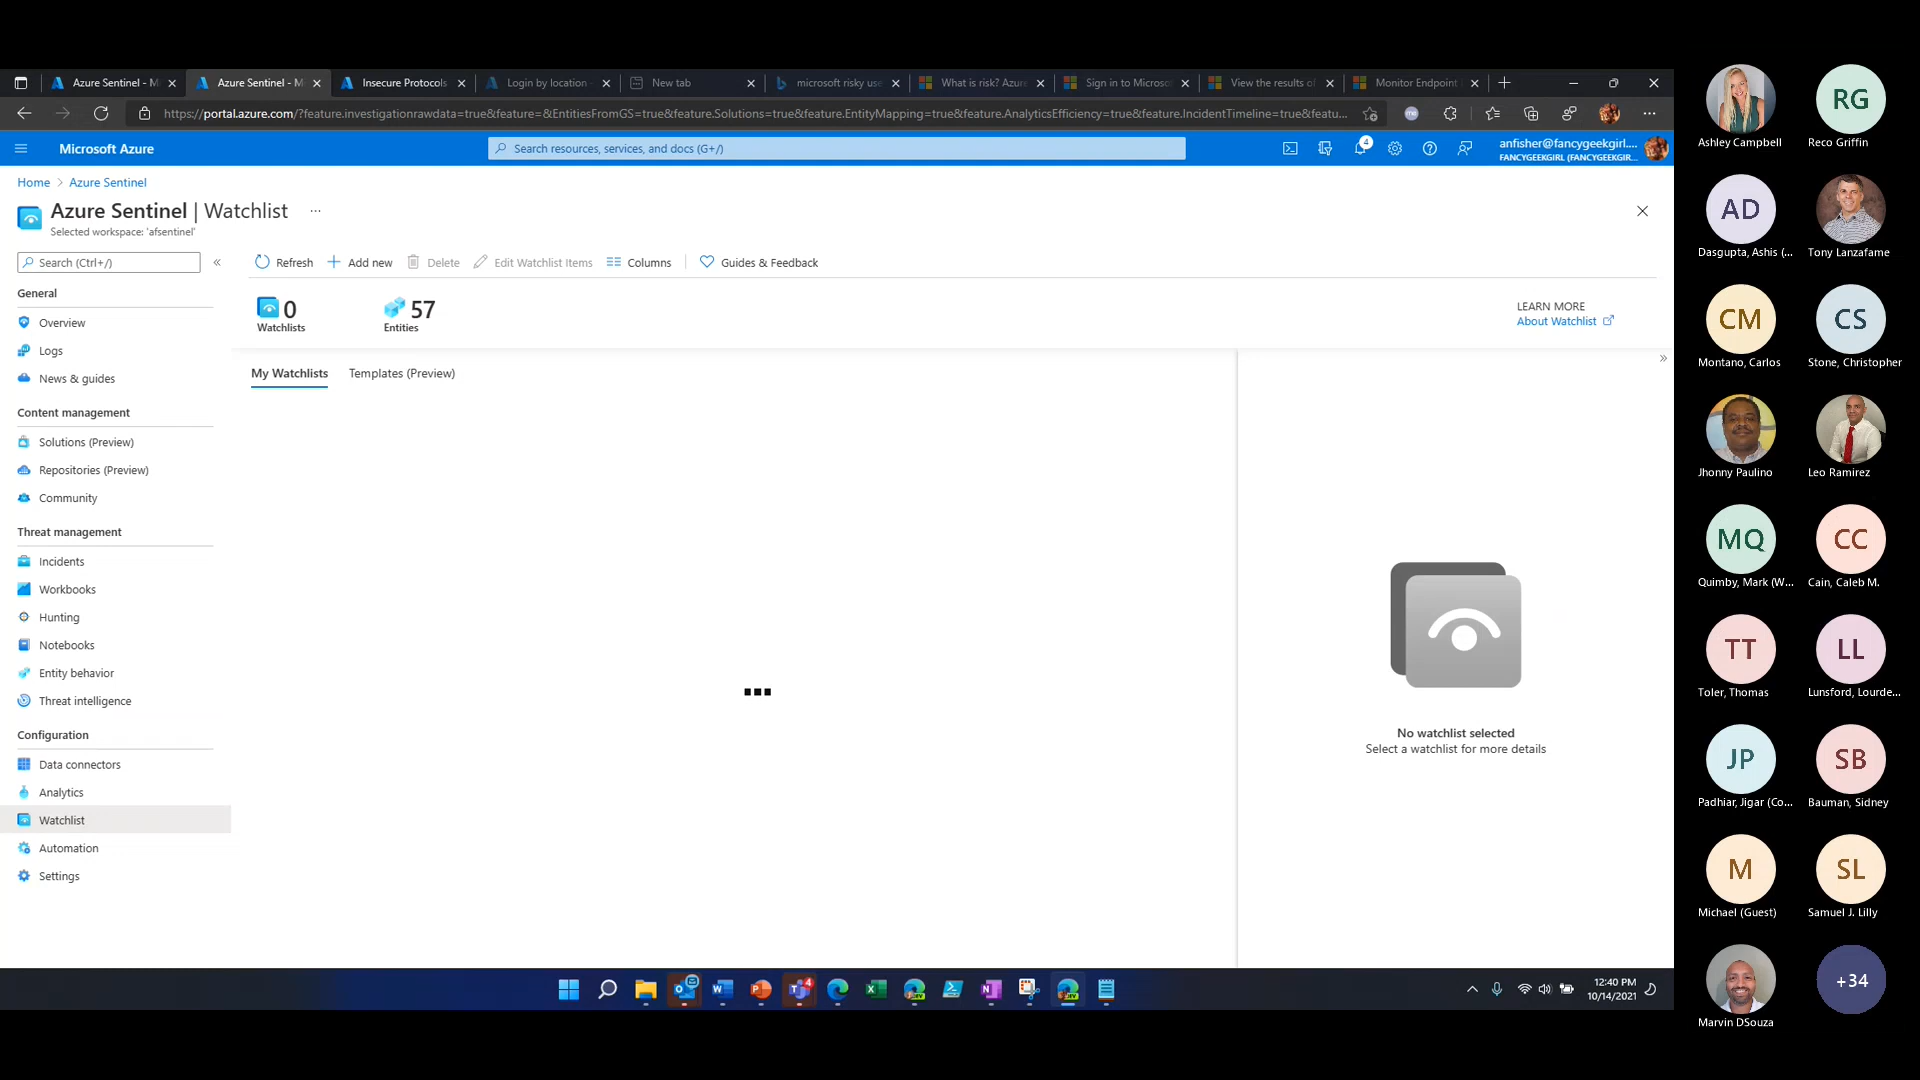 Azure Sentinel - M
Azure Sentinel - M
Insecure Protocols
Login by location -
New tab
microsoft risky use
What is risk? Azure
Sign in to Microsoft
View the results of
Monitor Endpoint
https://portal.azure.com/?feature.investigationrawdata=true&feature=&EntitiesFromGS=true&feature.Solutions=true&feature.EntityMapping=true&feature.AnalyticsEfficiency=true&feature.IncidentTimeline=true&featu...
Microsoft Azure
Search resources, services, and docs (G+/)
4
anfisher@fancygeekgirl....
FANCYGEEKGIRL (FANCYGEEKGIR...
Home > Azure Sentinel
Azure Sentinel | Watchlist ...
Selected workspace: 'afsentinel'
Search (Ctrl+/)
«
Refresh
Add new
Delete
Edit Watchlist Items
Columns
Guides & Feedback
General
Overview
Logs
News & guides
Content management
Solutions (Preview)
Repositories (Preview)
Community
Threat management
Incidents
Workbooks
Hunting
Notebooks
Entity behavior
Threat intelligence
Configuration
Data connectors
Analytics
Watchlist
Automation
Settings
0
Watchlists
57
Entities
LEARN MORE
About Watchlist
»
My Watchlists
Templates (Preview)
No watchlist selected
Select a watchlist for more details
4
12:40 PM
10/14/2021
Ashley Campbell
RG
Reco Griffin
AD
Dasgupta, Ashis (...
Tony Lanzafame
CM
Montano, Carlos
CS
Stone, Christopher
Jhonny Paulino
Leo Ramirez
MQ
Quimby, Mark (W...
CC
Cain, Caleb M.
TT
Toler, Thomas
LL
Lunsford, Lourde...
JP
Padhiar, Jigar (Co...
SB
Bauman, Sidney
M
Michael (Guest)
SL
Samuel J. Lilly
Marvin DSouza
+34